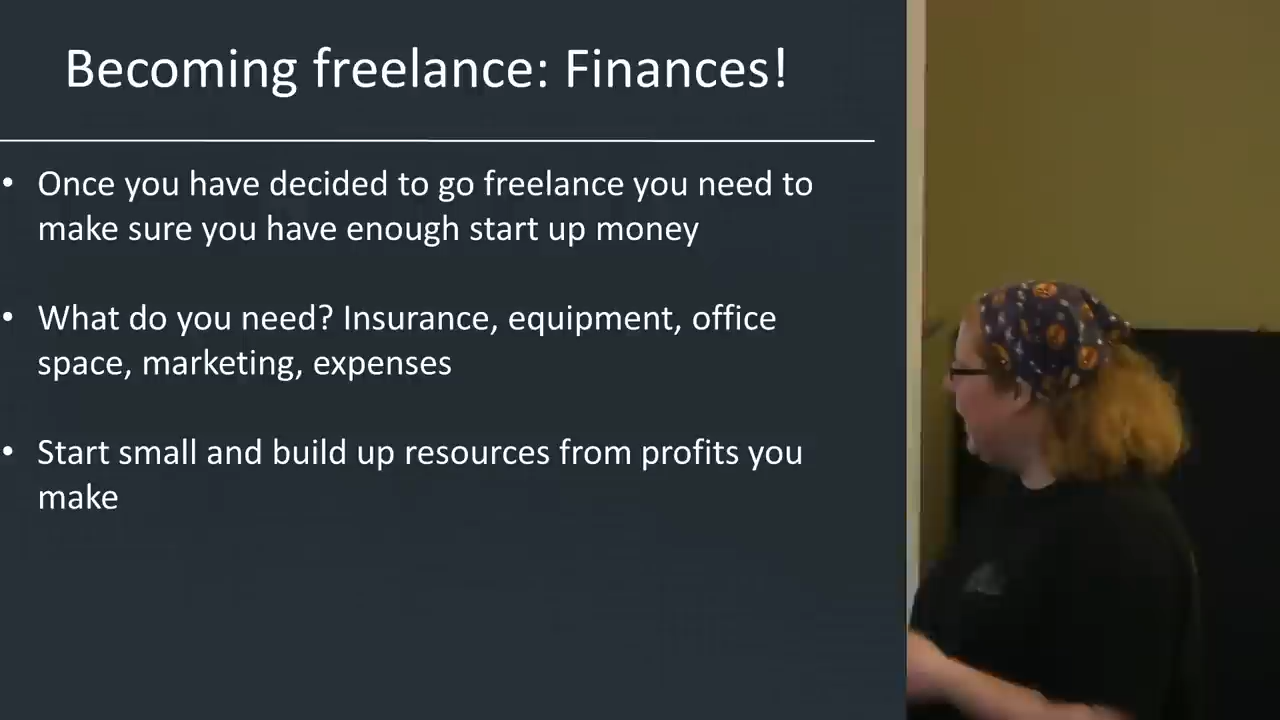 Becoming freelance: Finances!
• Once you have decided to go freelance you need to
make sure you have enough start up money
• What do you need? Insurance, equipment, office
space, marketing, expenses
• Start small and build up resources from profits you
make